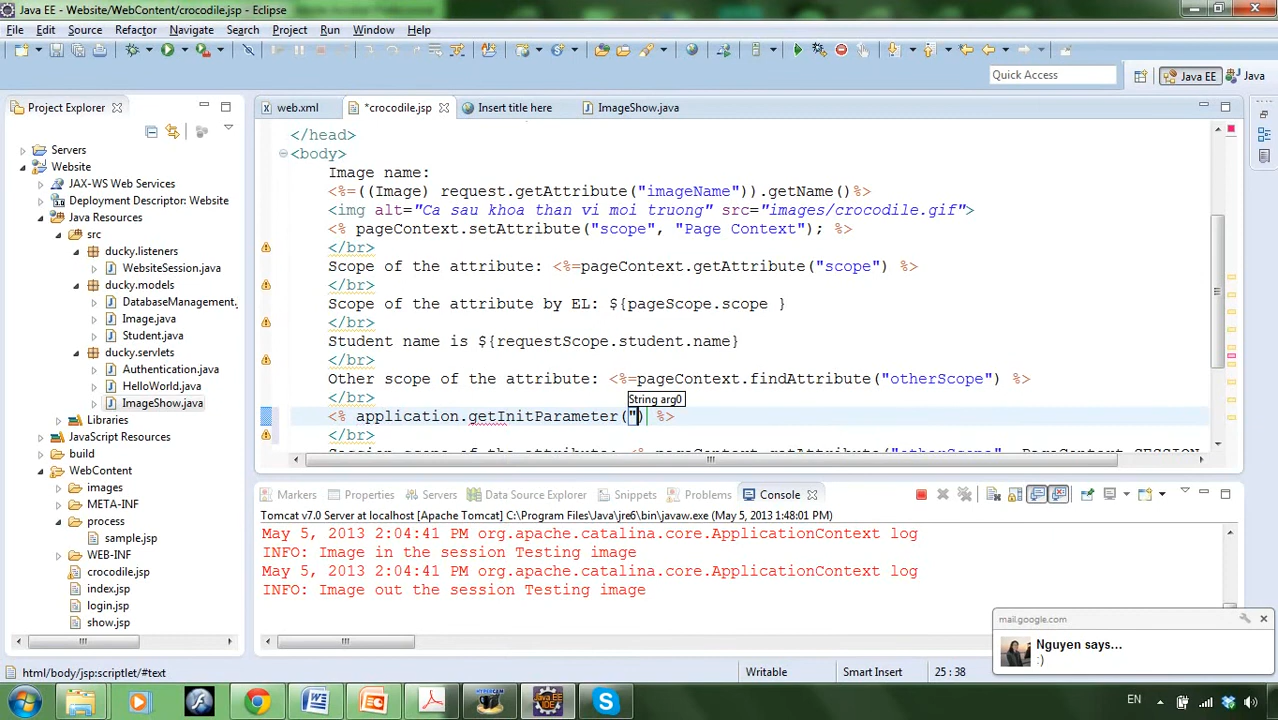 Java EE - Website/WebContent/crocodile.jsp - Eclipse
File Edit Source Refactor Navigate Search Project Run Window Help
Quick Access
Java EE
Java
Project Explorer
Servers
Website
JAX-WS Web Services
Deployment Descriptor: Website
Java Resources
src
ducky.listeners
WebsiteSession.java
ducky.models
DatabaseManagement.
Image.java
Student.java
ducky.servlets
Authentication.java
HelloWorld.java
ImageShow.java
Libraries
JavaScript Resources
build
WebContent
images
META-INF
process
sample.jsp
WEB-INF
crocodile.jsp
index.jsp
login.jsp
show.jsp
web.xml
*crocodile.jsp
Insert title here
ImageShow.java
</head>
<body>
Image name:
<%=((Image) request.getAttribute("imageName")).getName()%>
<img alt="Ca sau khoa than vi moi truong" src="images/crocodile.gif">
<% pageContext.setAttribute("scope", "Page Context"); %>
</br>
Scope of the attribute: <%=pageContext.getAttribute("scope") %>
</br>
Scope of the attribute by EL: ${pageScope.scope }
</br>
Student name is ${requestScope.student.name}
</br>
Other scope of the attribute: <%=pageContext.findAttribute("otherScope") %>
</br>
String arg0
<% application.getInitParameter(") %>
</br>
Session scope of the attribute: <% pageContext.getAttribute("otherScope", PageContext.SESSION
Markers Properties Servers Data Source Explorer Snippets Problems Console
Tomcat v7.0 Server at localhost [Apache Tomcat] C:\Program Files\Java\jre6\bin\javaw.exe (May 5, 2013 1:48:01 PM)
May 5, 2013 2:04:41 PM org.apache.catalina.core.ApplicationContext log
INFO: Image in the session Testing image
May 5, 2013 2:04:41 PM org.apache.catalina.core.ApplicationContext log
INFO: Image out the session Testing image
mail.google.com
Nguyen says...
:)
html/body/jsp:scriptlet/#text
Writable
Smart Insert
25 : 38
EN